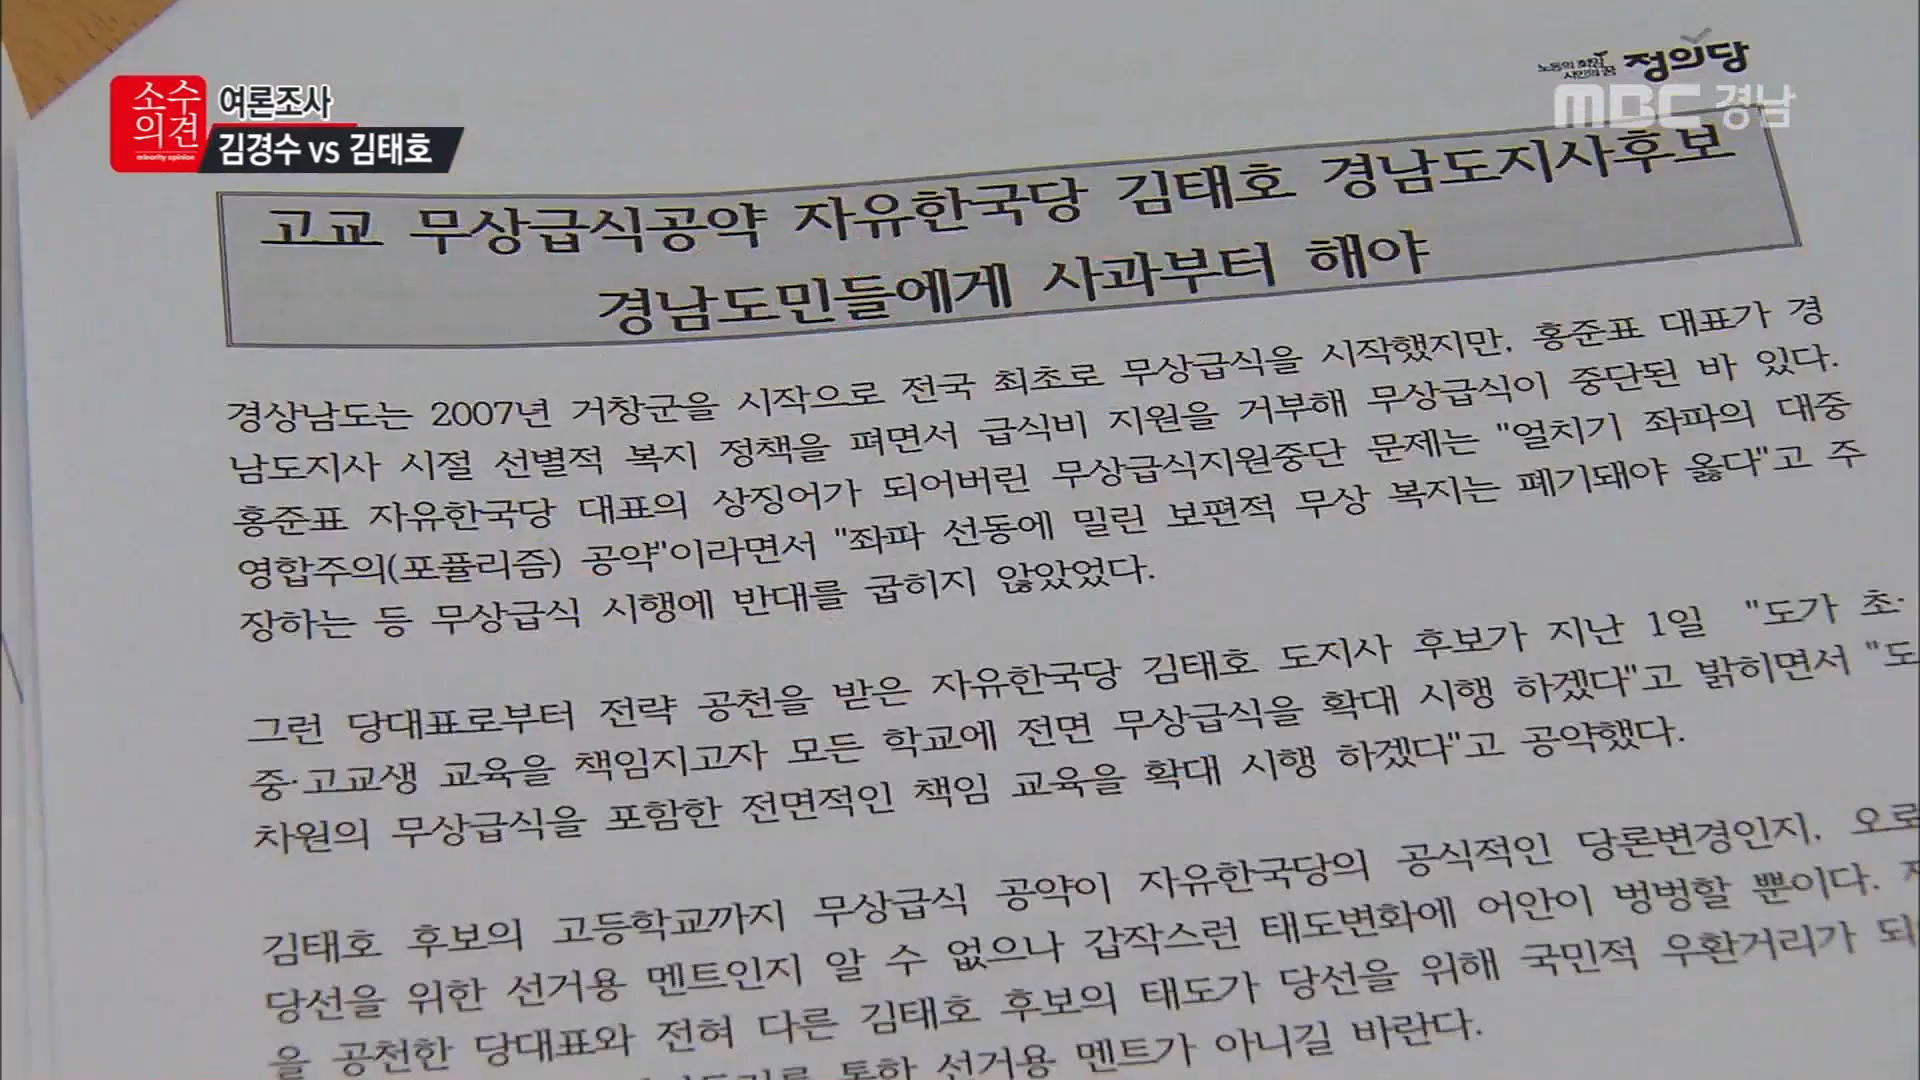 노동의 희망
시민의 꿈
정의당
MBC 경남
소수
의견
minority opinion
여론조사
김경수 vs 김태호
고교 무상급식공약 자유한국당 김태호 경남도지사후보
경남도민들에게 사과부터 해야
경상남도는 2007년 거창군을 시작으로 전국 최초로 무상급식을 시작했지만, 홍준표 대표가 경
남도지사 시절 선별적 복지 정책을 펴면서 급식비 지원을 거부해 무상급식이 중단된 바 있다.
홍준표 자유한국당 대표의 상징어가 되어버린 무상급식지원중단 문제는 "얼치기 좌파의 대중
영합주의(포퓰리즘) 공약"이라면서 "좌파 선동에 밀린 보편적 무상 복지는 폐기돼야 옳다"고 주
장하는 등 무상급식 시행에 반대를 굽히지 않았었다.
그런 당대표로부터 전략 공천을 받은 자유한국당 김태호 도지사 후보가 지난 1일 "도가 초·
중·고교생 교육을 책임지고자 모든 학교에 전면 무상급식을 확대 시행 하겠다"고 밝히면서 "도
차원의 무상급식을 포함한 전면적인 책임 교육을 확대 시행 하겠다"고 공약했다.
김태호 후보의 고등학교까지 무상급식 공약이 자유한국당의 공식적인 당론변경인지, 오로
당선을 위한 선거용 멘트인지 알 수 없으나 갑작스런 태도변화에 어안이 벙벙할 뿐이다.
을 공천한 당대표와 전혀 다른 김태호 후보의 태도가 당선을 위해 국민적 우환거리가 되
통한 선거용 멘트가 아니길 바란다.